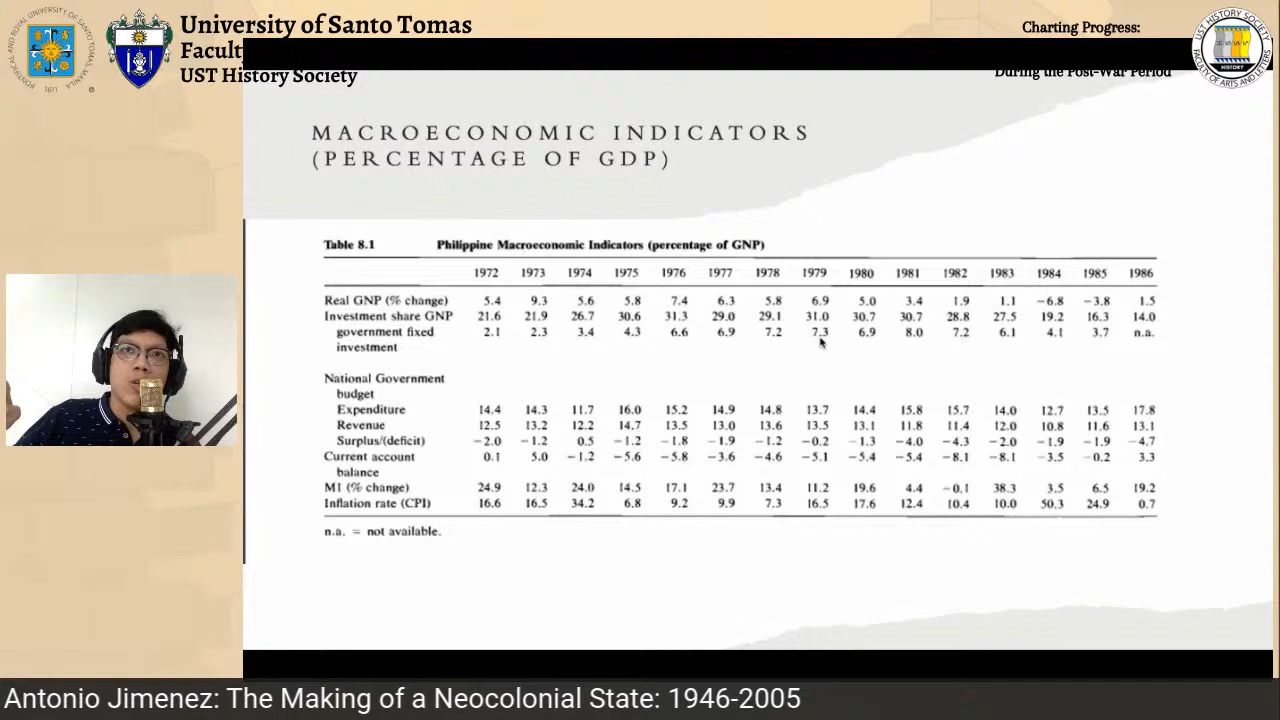 University of Santo Tomas
Facult
UST History Society
Charting Progress:
During the Post-War Period
PONTIFICAL AND ROYAL UNIVERSITY OF SANTO TOMAS MANILA
1611
UST HISTORY SOCIETY
HISTORY
FACULTY OF ARTS AND LETTERS
MACROECONOMIC INDICATORS
(PERCENTAGE OF GDP)
Table 8.1 Philippine Macroeconomic Indicators (percentage of GNP)
1972 1973 1974 1975 1976 1977 1978 1979 1980 1981 1982 1983 1984 1985 1986
Real GNP (% change) 5.4 9.3 5.6 5.8 7.4 6.3 5.8 6.9 5.0 3.4 1.9 1.1 −6.8 −3.8 1.5
Investment share GNP 21.6 21.9 26.7 30.6 31.3 29.0 29.1 31.0 30.7 30.7 28.8 27.5 19.2 16.3 14.0
government fixed 2.1 2.3 3.4 4.3 6.6 6.9 7.2 7.3 6.9 8.0 7.2 6.1 4.1 3.7 n.a.
investment
National Government
budget
Expenditure 14.4 14.3 11.7 16.0 15.2 14.9 14.8 13.7 14.4 15.8 15.7 14.0 12.7 13.5 17.8
Revenue 12.5 13.2 12.2 14.7 13.5 13.0 13.6 13.5 13.1 11.8 11.4 12.0 10.8 11.6 13.1
Surplus/(deficit) −2.0 −1.2 0.5 −1.2 −1.8 −1.9 −1.2 −0.2 −1.3 −4.0 −4.3 −2.0 −1.9 −1.9 −4.7
Current account 0.1 5.0 −1.2 −5.6 −5.8 −3.6 −4.6 −5.1 −5.4 −5.4 −8.1 −8.1 −3.5 −0.2 3.3
balance
M1 (% change) 24.9 12.3 24.0 14.5 17.1 23.7 13.4 11.2 19.6 4.4 −0.1 38.3 3.5 6.5 19.2
Inflation rate (CPI) 16.6 16.5 34.2 6.8 9.2 9.9 7.3 16.5 17.6 12.4 10.4 10.0 50.3 24.9 0.7
n.a. = not available.
Antonio Jimenez: The Making of a Neocolonial State: 1946-2005